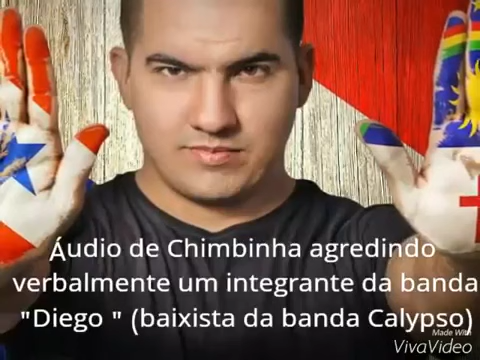 Áudio de Chimbinha agredindo
verbalmente um integrante da banda
"Diego " (baixista da banda Calypso)
Made With
VivaVideo